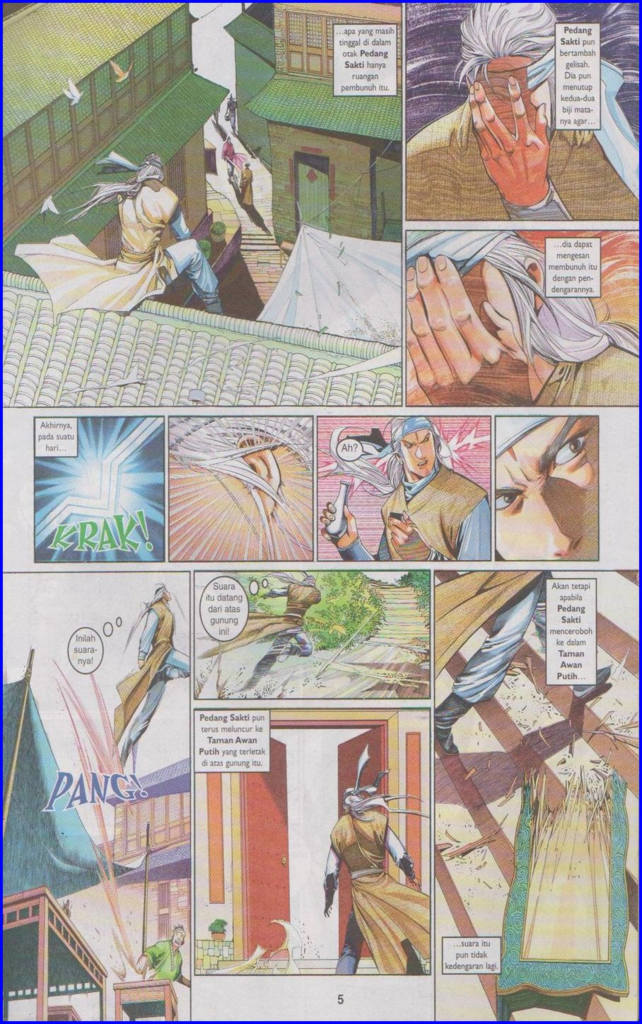 ...apa yang masih
tinggal di dalam
otak Pedang
Sakti hanya
ruangan
pembunuh itu.
Pedang
Sakti pun
bertambah
gelisah.
Dia pun
menutup
kedua-dua
biji mata-
nya agar...
...dia dapat
mengesan
membunuh itu
dengan pen-
dengarannya.
Akhirnya,
pada suatu
hari...
KRAK!
Ah?
Inilah
suara-
nya!
PANG!
Suara
itu datang
dari atas
gunung
ini!
Pedang Sakti pun
terus meluncur ke
Taman Awan
Putih yang terletak
di atas gunung itu.
Akan tetapi
apabila
Pedang
Sakti
menceroboh
ke dalam
Taman
Awan
Putih...
...suara itu
pun tidak
kedengaran lagi.
5